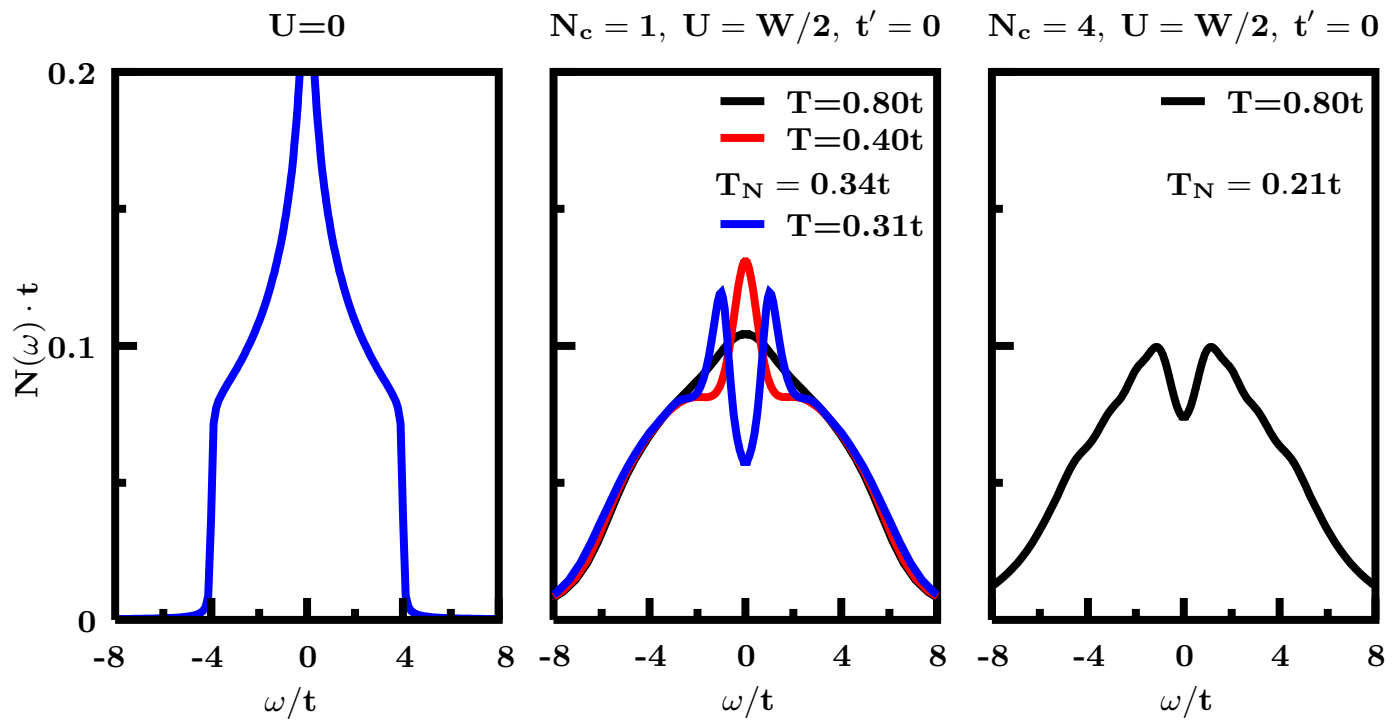 U=0
N_c = 1, U = W/2, t′ = 0
N_c = 4, U = W/2, t′ = 0
N(ω) · t
0.2
0.1
0
T=0.80t
T=0.40t
T_N = 0.34t
T=0.31t
T=0.80t
T_N = 0.21t
-8 -4 0 4 8
-8 -4 0 4 8
-8 -4 0 4 8
ω/t
ω/t
ω/t